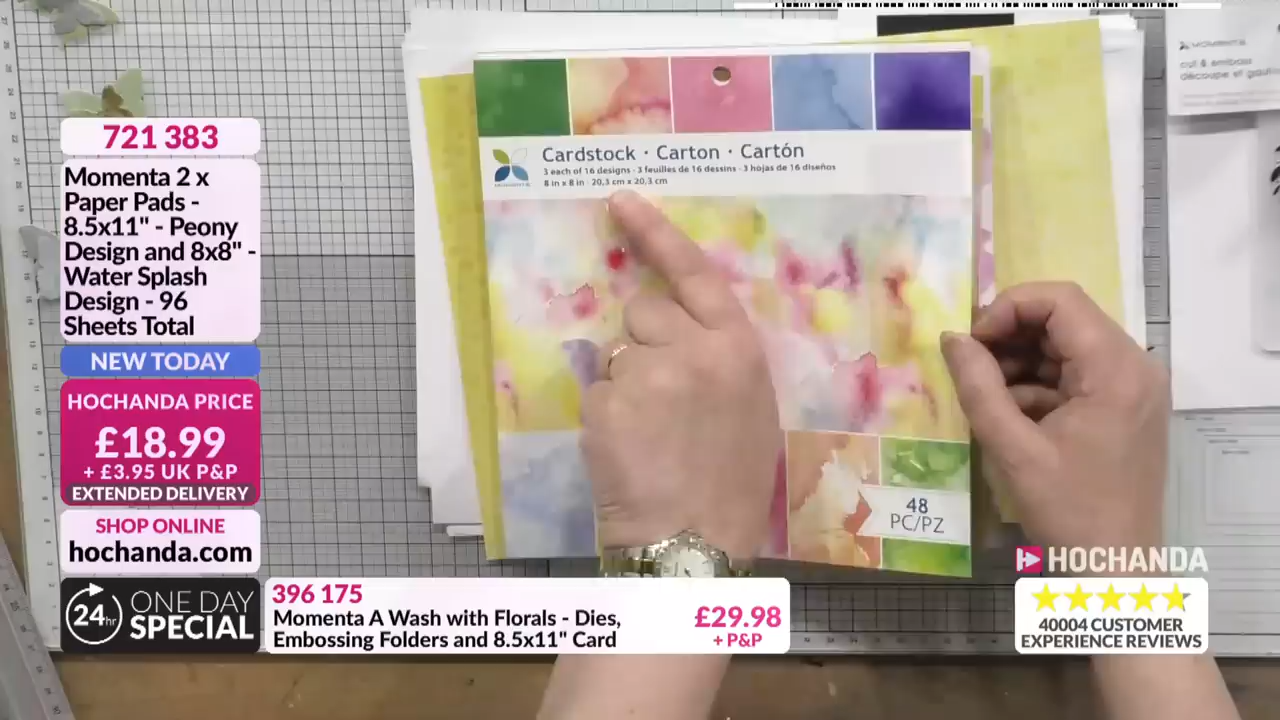 721 383
Momenta 2 x
Paper Pads -
8.5x11" - Peony
Design and 8x8" -
Water Splash
Design - 96
Sheets Total
NEW TODAY
HOCHANDA PRICE
£18.99
+ £3.95 UK P&P
EXTENDED DELIVERY
SHOP ONLINE
hochanda.com
24hr
ONE DAY
SPECIAL
396 175
Momenta A Wash with Florals - Dies,
Embossing Folders and 8.5x11" Card
£29.98
+ P&P
Cardstock · Carton · Cartón
3 each of 16 designs · 3 feuilles de 16 dessins · 3 hojas de 16 diseños
8 in x 8 in · 20,3 cm x 20,3 cm
48
PC/PZ
MOMENTA
cut & emboss
HOCHANDA
40004 CUSTOMER
EXPERIENCE REVIEWS